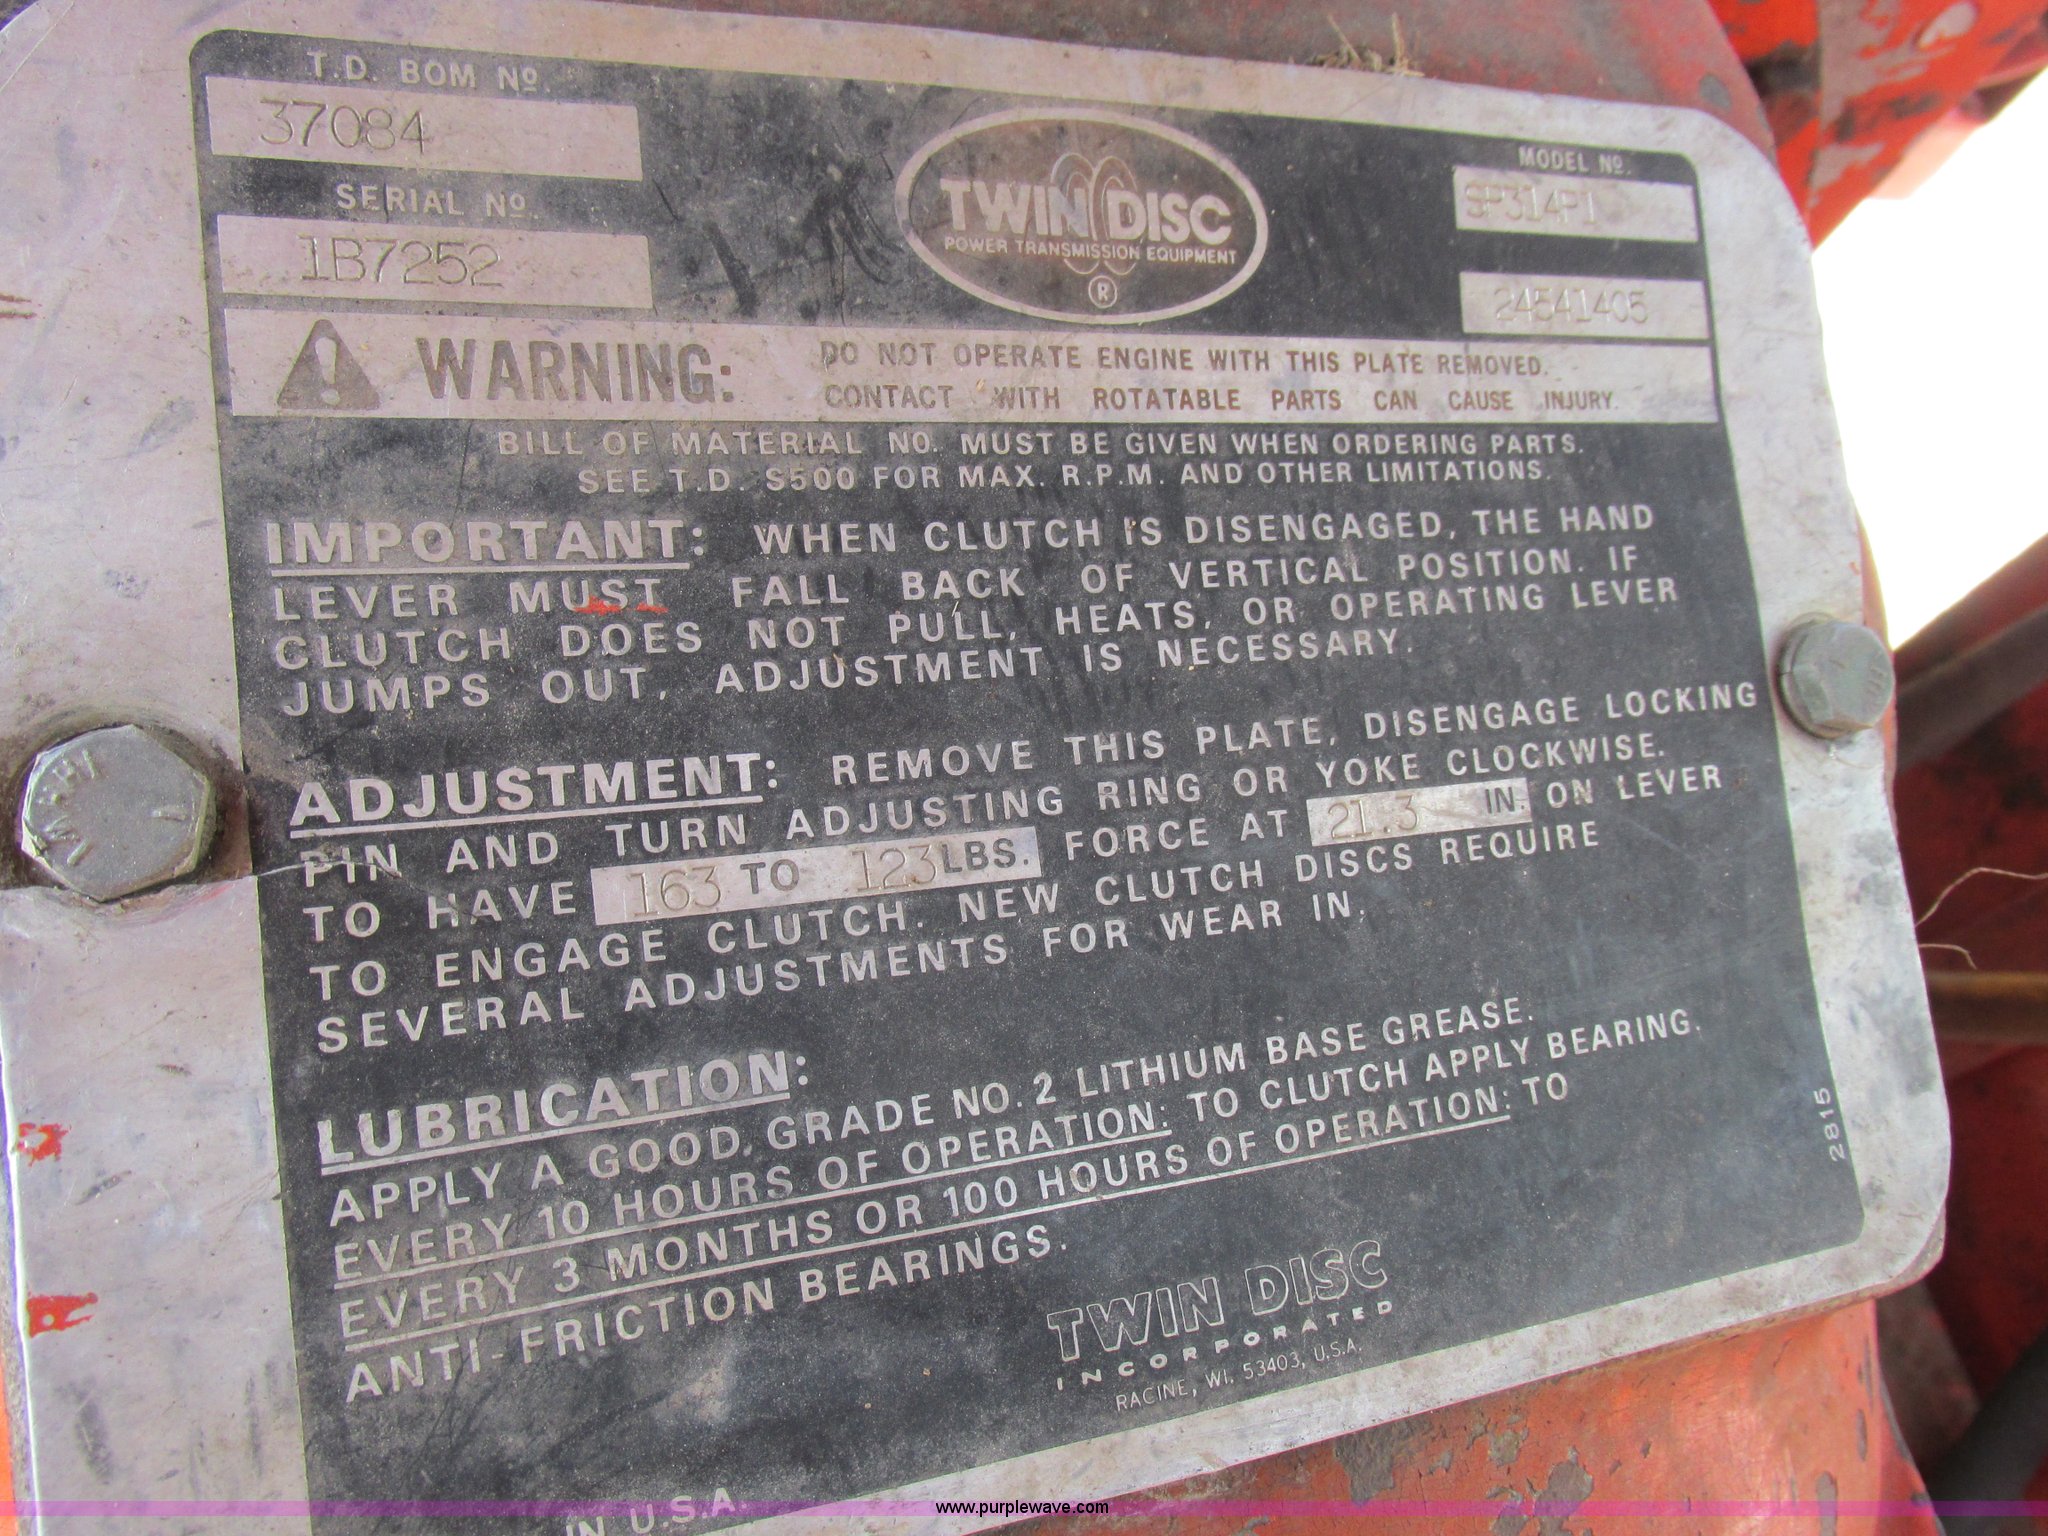 T.D. BOM Nº.
37084
SERIAL Nº.
1B7252
TWIN DISC
POWER TRANSMISSION EQUIPMENT
®
MODEL Nº.
SP314P1
24541405
WARNING: DO NOT OPERATE ENGINE WITH THIS PLATE REMOVED.
CONTACT WITH ROTATABLE PARTS CAN CAUSE INJURY.
BILL OF MATERIAL NO. MUST BE GIVEN WHEN ORDERING PARTS.
SEE T.D. S500 FOR MAX. R.P.M. AND OTHER LIMITATIONS.
IMPORTANT: WHEN CLUTCH IS DISENGAGED, THE HAND
LEVER MUST FALL BACK OF VERTICAL POSITION. IF
CLUTCH DOES NOT PULL, HEATS, OR OPERATING LEVER
JUMPS OUT, ADJUSTMENT IS NECESSARY.
ADJUSTMENT: REMOVE THIS PLATE, DISENGAGE LOCKING
PIN AND TURN ADJUSTING RING OR YOKE CLOCKWISE.
TO HAVE 163 TO 123 LBS. FORCE AT 21.3 IN. ON LEVER
TO ENGAGE CLUTCH. NEW CLUTCH DISCS REQUIRE
SEVERAL ADJUSTMENTS FOR WEAR IN.
LUBRICATION:
APPLY A GOOD, GRADE NO. 2 LITHIUM BASE GREASE.
EVERY 10 HOURS OF OPERATION: TO CLUTCH APPLY BEARING.
EVERY 3 MONTHS OR 100 HOURS OF OPERATION: TO
ANTI-FRICTION BEARINGS.
2815
TWIN DISC
INCORPORATED
RACINE, WI. 53403, U.S.A.
IN U.S.A.
www.purplewave.com